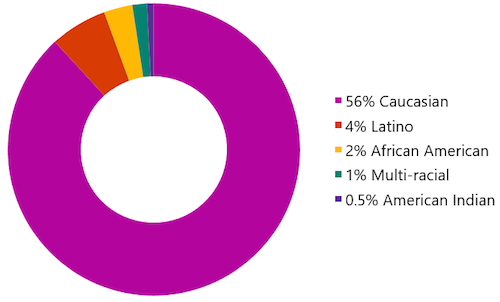 56% Caucasian
4% Latino
2% African American
1% Multi-racial
0.5% American Indian